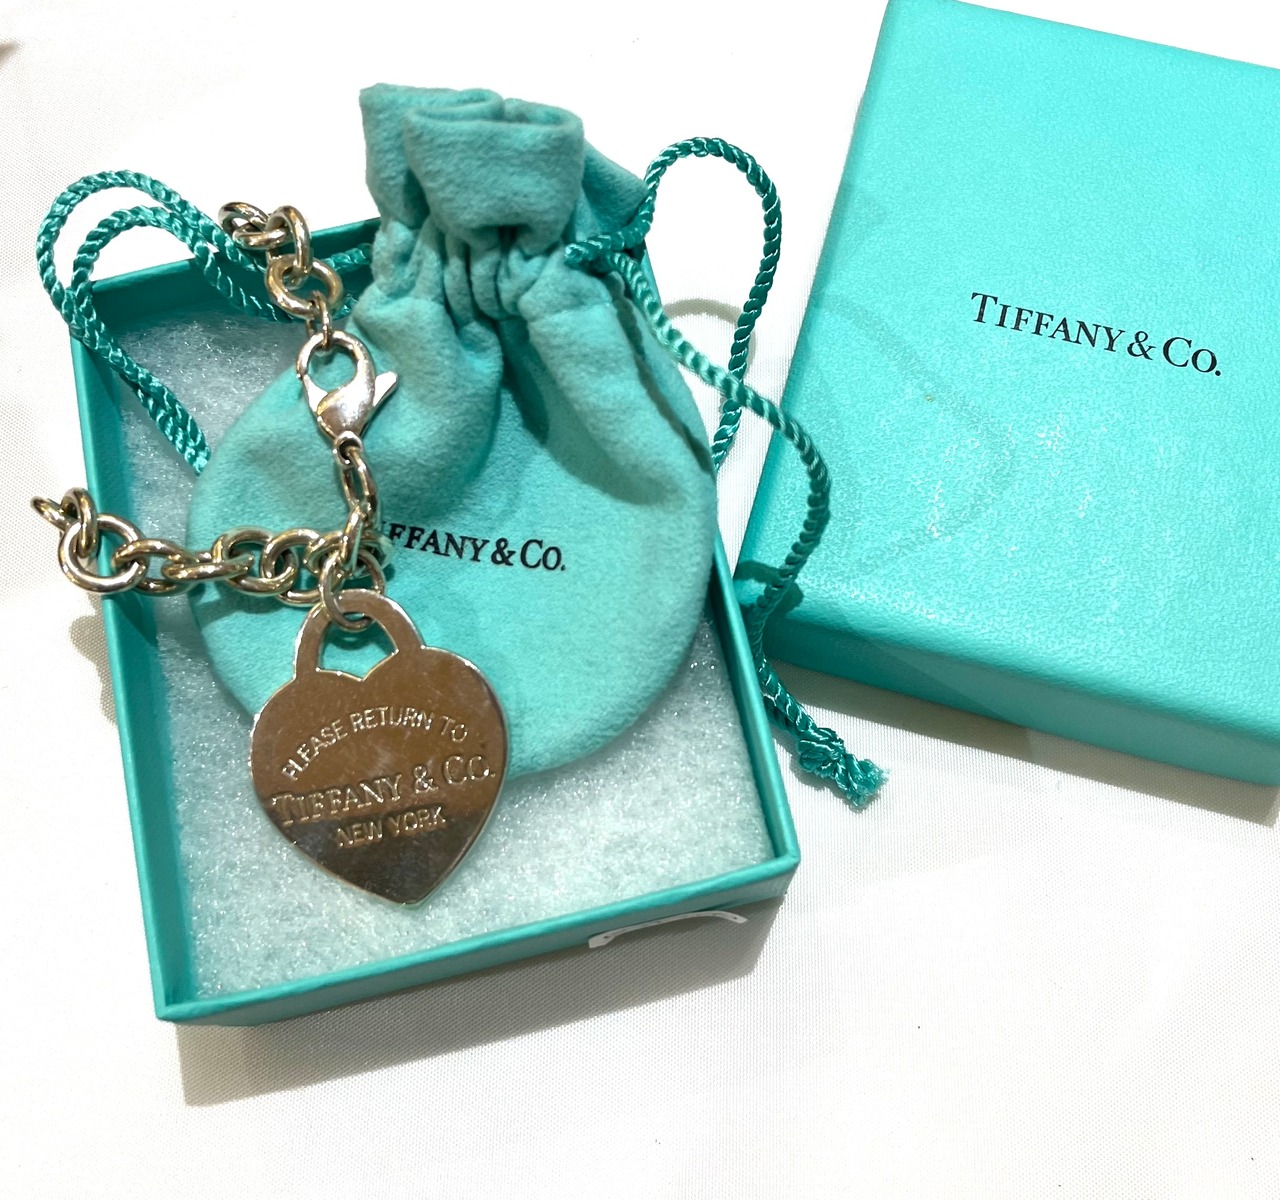 TIFFANY & CO.
TIFFANY & CO.
PLEASE RETURN TO
TIFFANY & CO.
NEW YORK